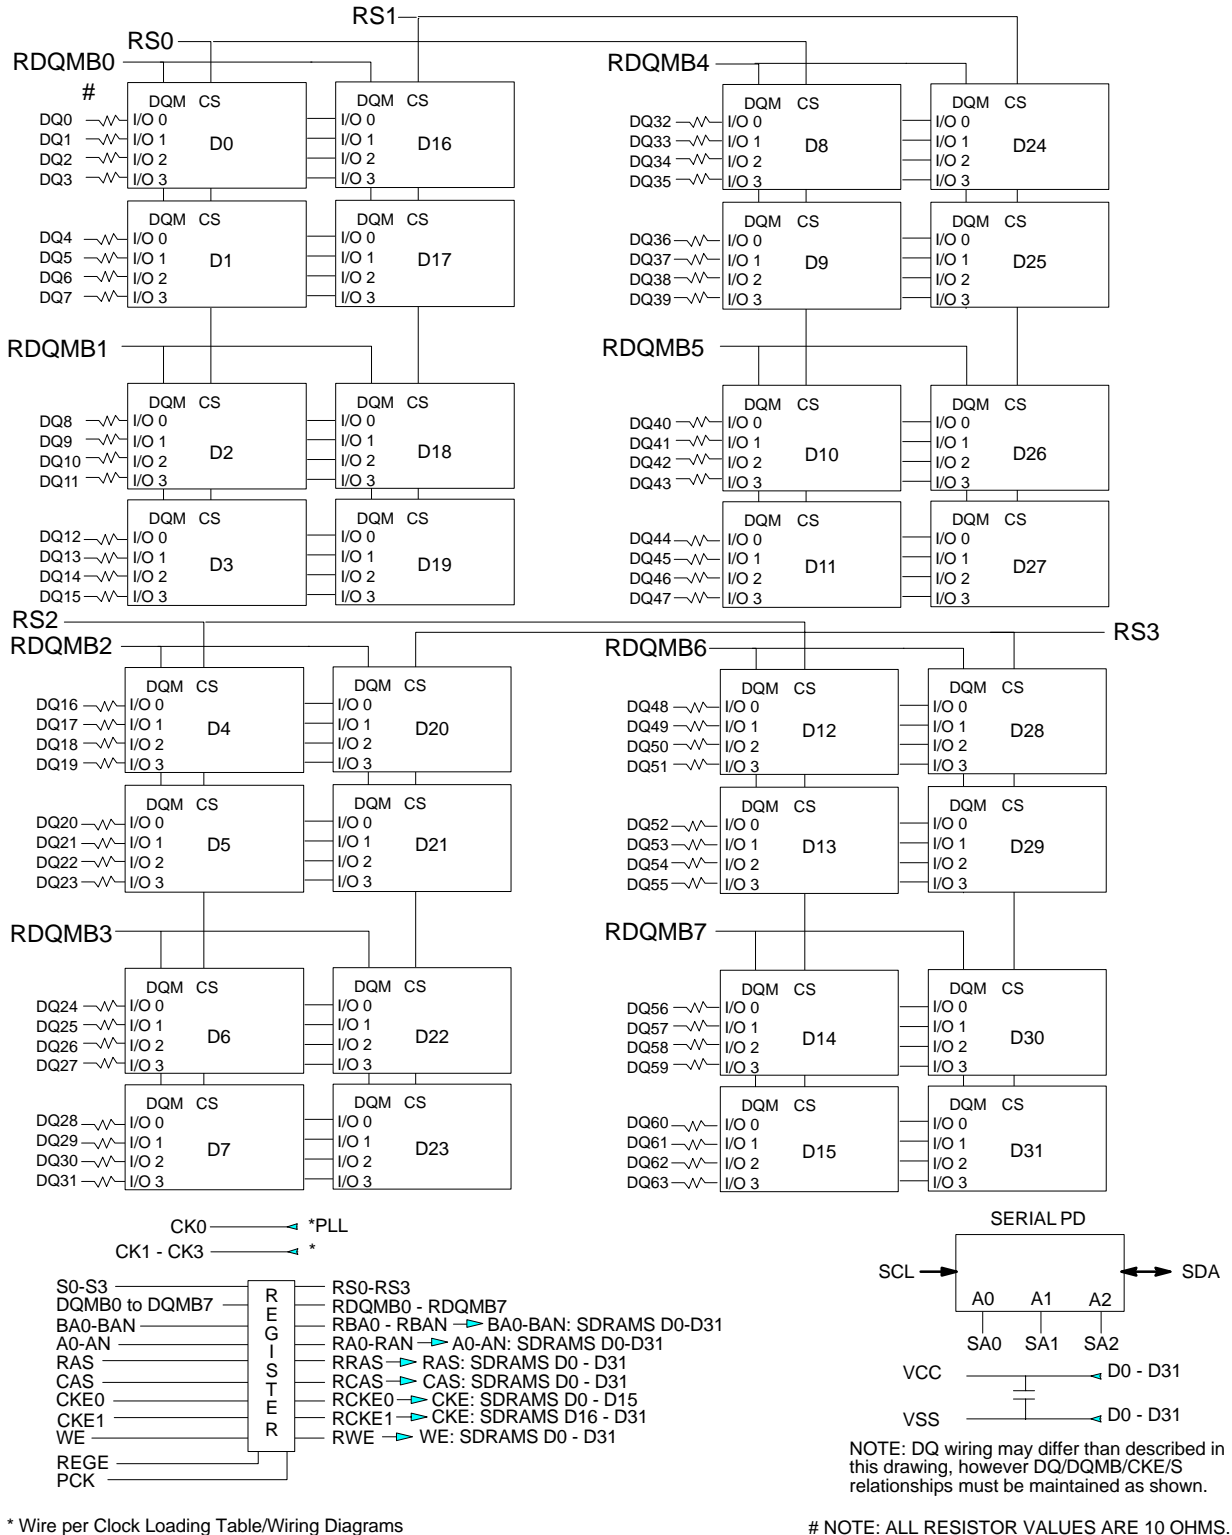 RS1
RS0
RDQMB0
#
DQM CS
DQ0 I/O 0
DQ1 I/O 1
DQ2 I/O 2
DQ3 I/O 3
D0
DQM CS
I/O 0
I/O 1
I/O 2
I/O 3
D16
DQM CS
DQ4 I/O 0
DQ5 I/O 1
DQ6 I/O 2
DQ7 I/O 3
D1
DQM CS
I/O 0
I/O 1
I/O 2
I/O 3
D17
RDQMB1
DQM CS
DQ8 I/O 0
DQ9 I/O 1
DQ10 I/O 2
DQ11 I/O 3
D2
DQM CS
I/O 0
I/O 1
I/O 2
I/O 3
D18
DQM CS
DQ12 I/O 0
DQ13 I/O 1
DQ14 I/O 2
DQ15 I/O 3
D3
DQM CS
I/O 0
I/O 1
I/O 2
I/O 3
D19
RDQMB4
DQM CS
DQ32 I/O 0
DQ33 I/O 1
DQ34 I/O 2
DQ35 I/O 3
D8
DQM CS
I/O 0
I/O 1
I/O 2
I/O 3
D24
DQM CS
DQ36 I/O 0
DQ37 I/O 1
DQ38 I/O 2
DQ39 I/O 3
D9
DQM CS
I/O 0
I/O 1
I/O 2
I/O 3
D25
RDQMB5
DQM CS
DQ40 I/O 0
DQ41 I/O 1
DQ42 I/O 2
DQ43 I/O 3
D10
DQM CS
I/O 0
I/O 1
I/O 2
I/O 3
D26
DQM CS
DQ44 I/O 0
DQ45 I/O 1
DQ46 I/O 2
DQ47 I/O 3
D11
DQM CS
I/O 0
I/O 1
I/O 2
I/O 3
D27
RS2
RDQMB2
DQM CS
DQ16 I/O 0
DQ17 I/O 1
DQ18 I/O 2
DQ19 I/O 3
D4
DQM CS
I/O 0
I/O 1
I/O 2
I/O 3
D20
DQM CS
DQ20 I/O 0
DQ21 I/O 1
DQ22 I/O 2
DQ23 I/O 3
D5
DQM CS
I/O 0
I/O 1
I/O 2
I/O 3
D21
RDQMB3
DQM CS
DQ24 I/O 0
DQ25 I/O 1
DQ26 I/O 2
DQ27 I/O 3
D6
DQM CS
I/O 0
I/O 1
I/O 2
I/O 3
D22
DQM CS
DQ28 I/O 0
DQ29 I/O 1
DQ30 I/O 2
DQ31 I/O 3
D7
DQM CS
I/O 0
I/O 1
I/O 2
I/O 3
D23
RS3
RDQMB6
DQM CS
DQ48 I/O 0
DQ49 I/O 1
DQ50 I/O 2
DQ51 I/O 3
D12
DQM CS
I/O 0
I/O 1
I/O 2
I/O 3
D28
DQM CS
DQ52 I/O 0
DQ53 I/O 1
DQ54 I/O 2
DQ55 I/O 3
D13
DQM CS
I/O 0
I/O 1
I/O 2
I/O 3
D29
RDQMB7
DQM CS
DQ56 I/O 0
DQ57 I/O 1
DQ58 I/O 2
DQ59 I/O 3
D14
DQM CS
I/O 0
I/O 1
I/O 2
I/O 3
D30
DQM CS
DQ60 I/O 0
DQ61 I/O 1
DQ62 I/O 2
DQ63 I/O 3
D15
DQM CS
I/O 0
I/O 1
I/O 2
I/O 3
D31
CK0 *PLL
CK1 - CK3 *
REGISTER
S0-S3 RS0-RS3
DQMB0 to DQMB7 RDQMB0 - RDQMB7
BA0-BAN RBA0 - RBAN BA0-BAN: SDRAMS D0-D31
A0-AN RA0-RAN A0-AN: SDRAMS D0-D31
RAS RRAS RAS: SDRAMS D0 - D31
CAS RCAS CAS: SDRAMS D0 - D31
CKE0 RCKE0 CKE: SDRAMS D0 - D15
CKE1 RCKE1 CKE: SDRAMS D16 - D31
WE RWE WE: SDRAMS D0 - D31
REGE
PCK
SERIAL PD
SCL SDA
A0 A1 A2
SA0 SA1 SA2
VCC D0 - D31
VSS D0 - D31
NOTE: DQ wiring may differ than described in
this drawing, however DQ/DQMB/CKE/S
relationships must be maintained as shown.
* Wire per Clock Loading Table/Wiring Diagrams
# NOTE: ALL RESISTOR VALUES ARE 10 OHMS.